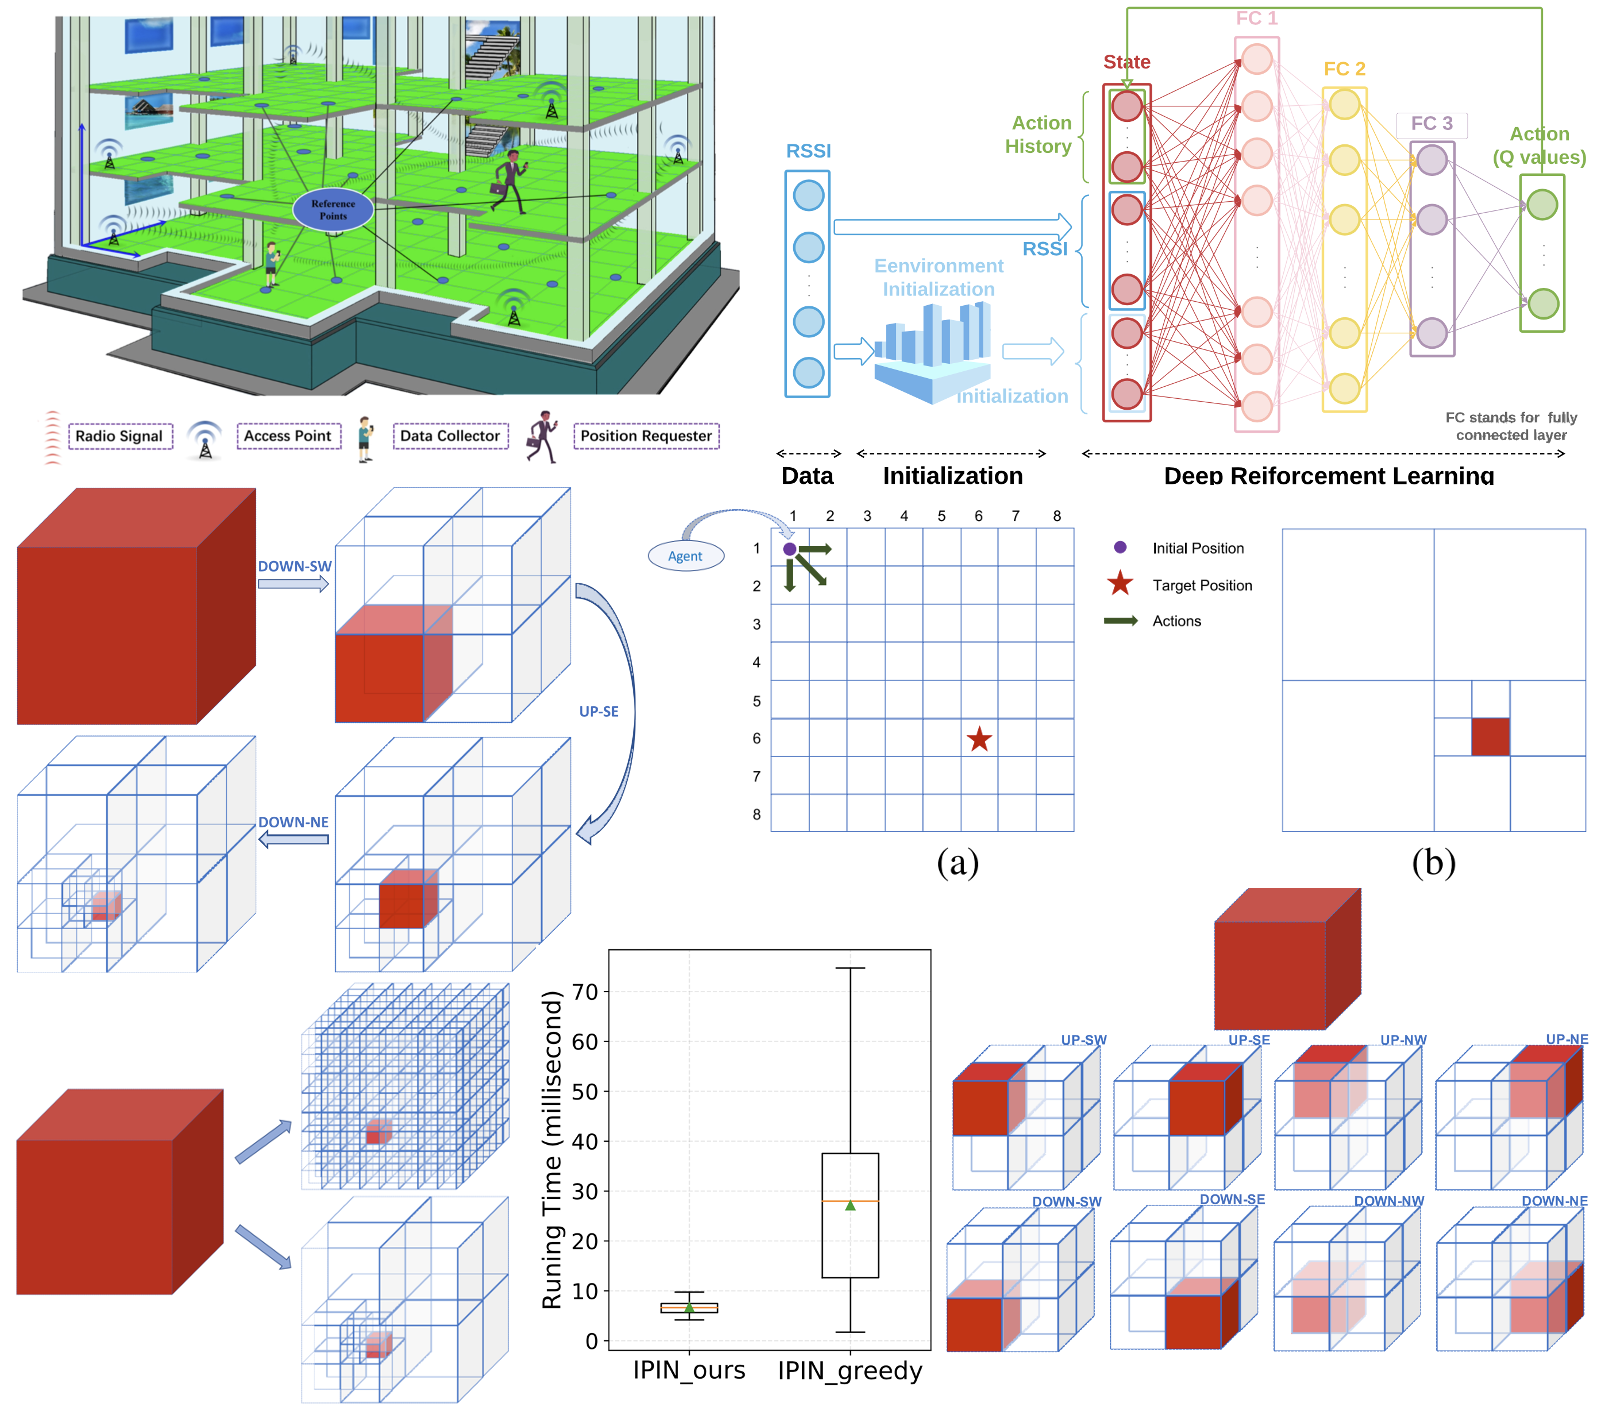 Reference
Points
Radio Signal
Access Point
Data Collector
Position Requester
FC 1
State
FC 2
Action
History
FC 3
RSSI
Action
(Q values)
RSSI
Eenvironment
Initialization
Initialization
FC stands for fully
connected layer
Data
Initialization
Deep Reiforcement Learning
DOWN-SW
UP-SE
DOWN-NE
Agent
1 2 3 4 5 6 7 8
1
2
3
4
5
6
7
8
Initial Position
Target Position
Actions
(a)
(b)
Runing Time (millisecond)
70
60
50
40
30
20
10
0
IPIN_ours
IPIN_greedy
UP-SW
UP-SE
UP-NW
UP-NE
DOWN-SW
DOWN-SE
DOWN-NW
DOWN-NE